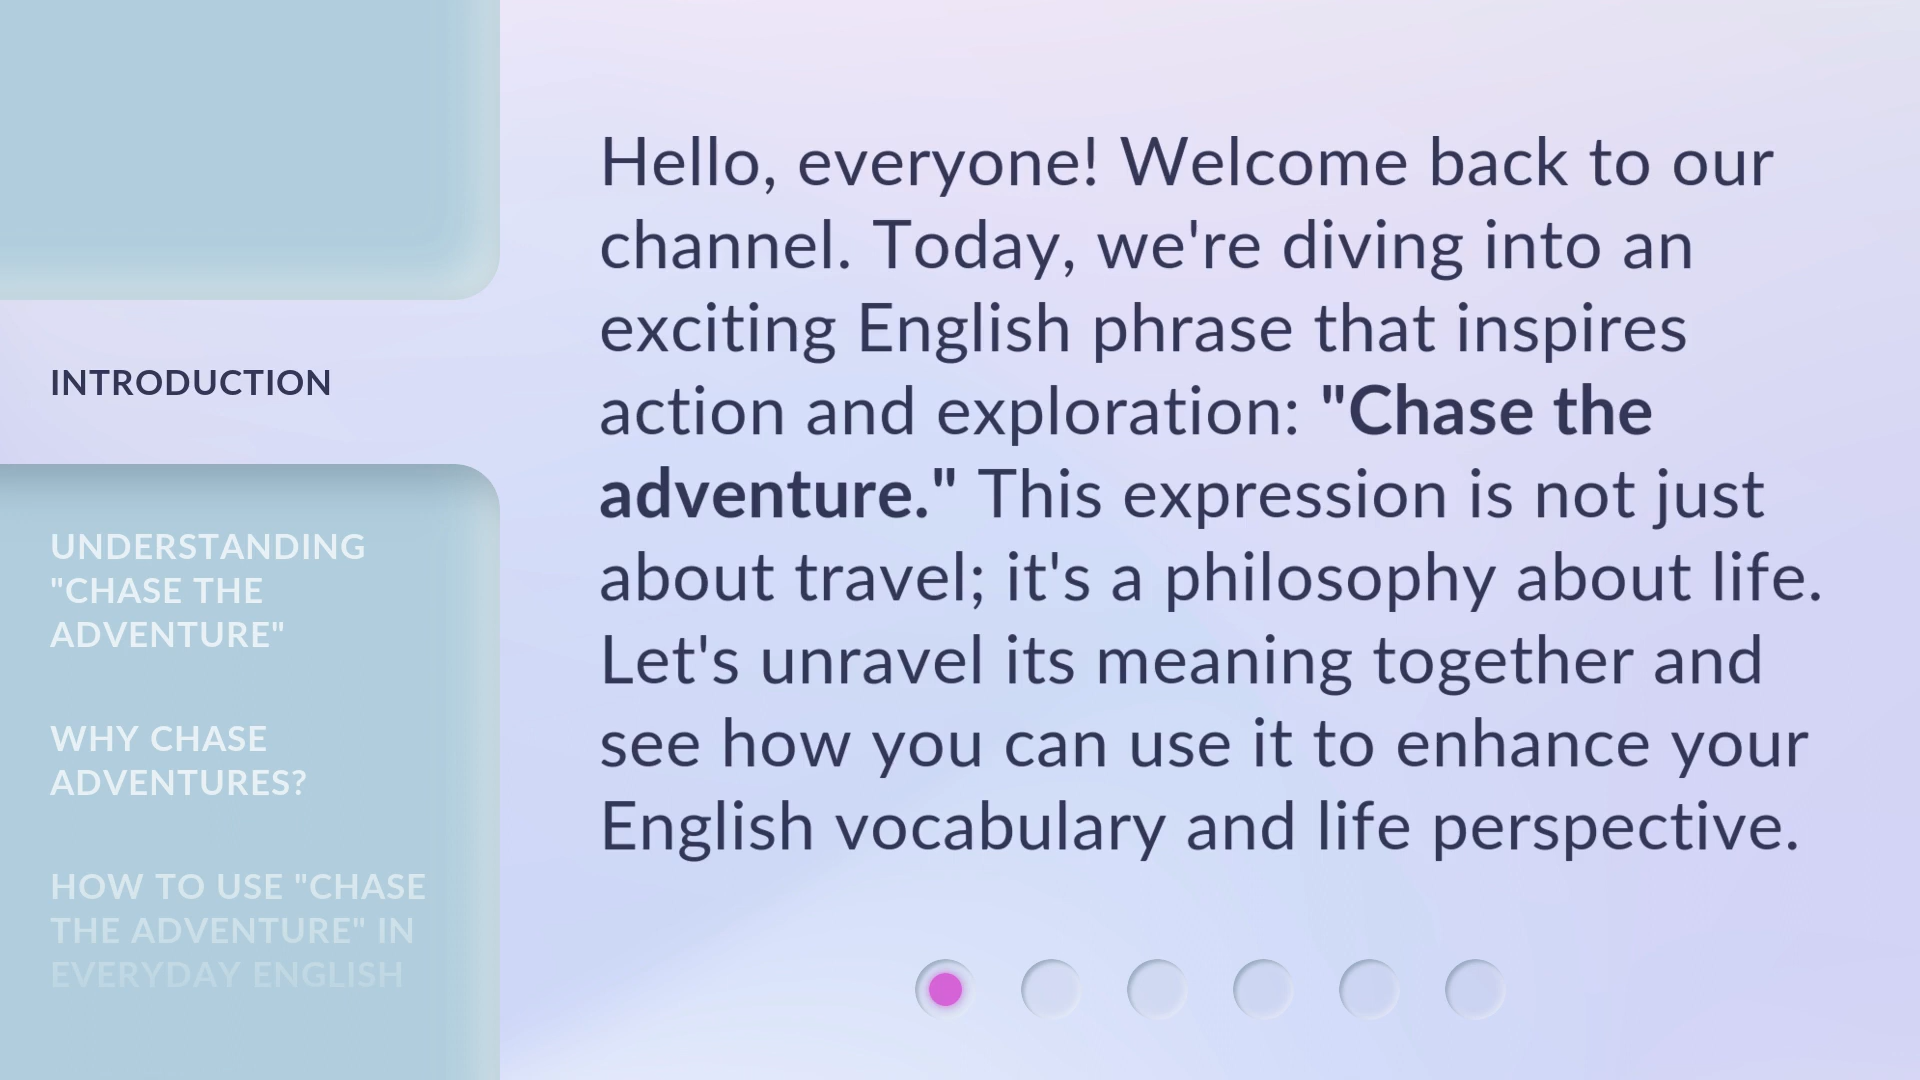 INTRODUCTION
UNDERSTANDING
"CHASE THE
ADVENTURE"
WHY CHASE
ADVENTURES?
HOW TO USE "CHASE
THE ADVENTURE" IN
EVERYDAY ENGLISH
Hello, everyone! Welcome back to our
channel. Today, we're diving into an
exciting English phrase that inspires
action and exploration: "Chase the
adventure." This expression is not just
about travel; it's a philosophy about life.
Let's unravel its meaning together and
see how you can use it to enhance your
English vocabulary and life perspective.